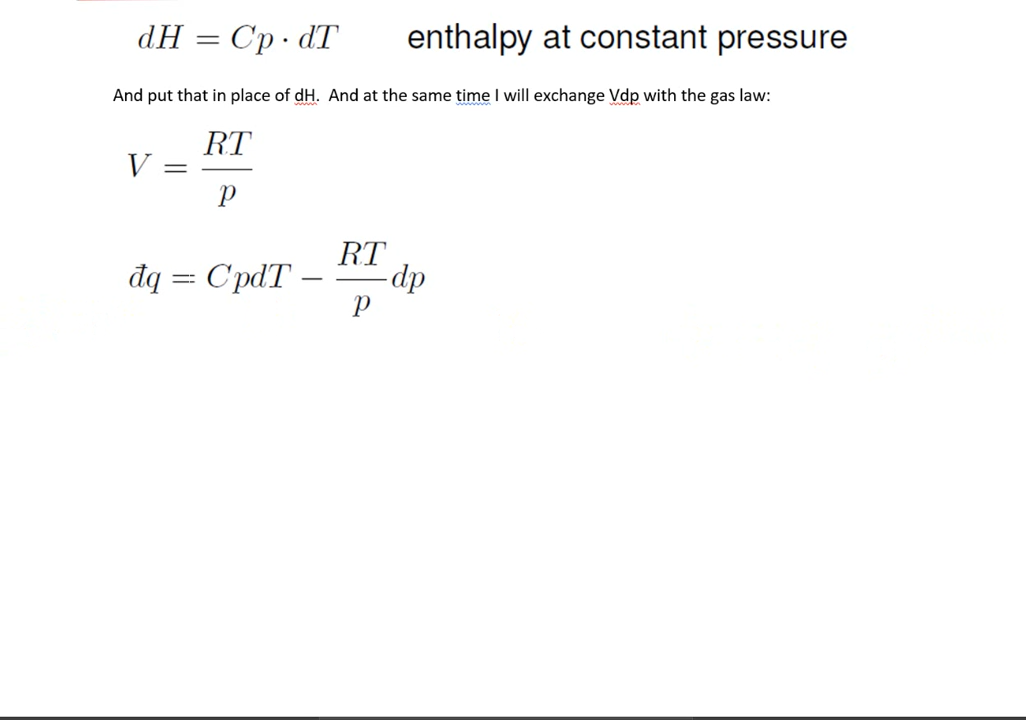 dH = Cp · dT enthalpy at constant pressure
And put that in place of dH. And at the same time I will exchange Vdp with the gas law:
V = RT/p
đq = CpdT − RT/p dp